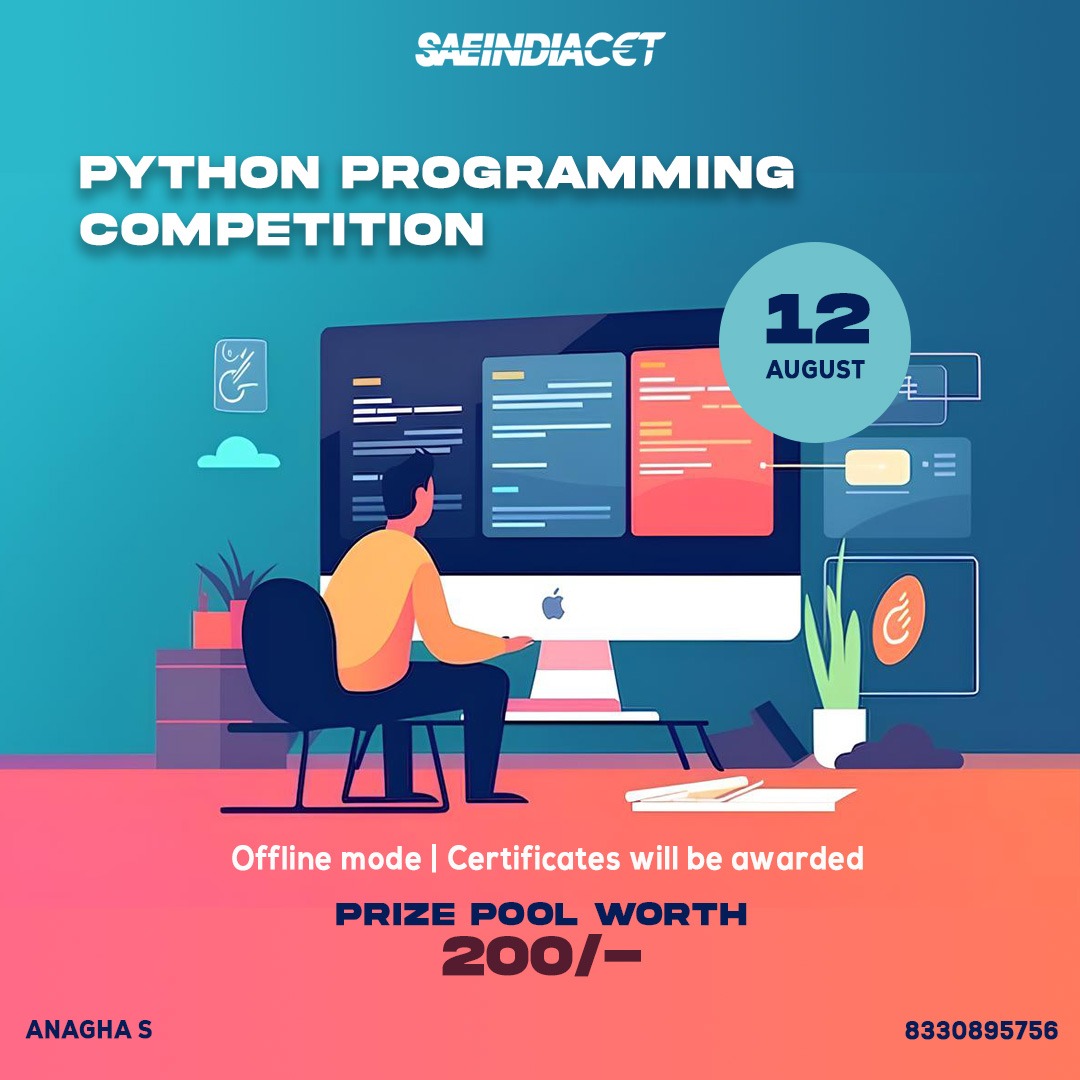 SAEINDIACET
PYTHON PROGRAMMING
COMPETITION
12
AUGUST
Offline mode | Certificates will be awarded
PRIZE POOL WORTH
200/-
ANAGHA S
8330895756